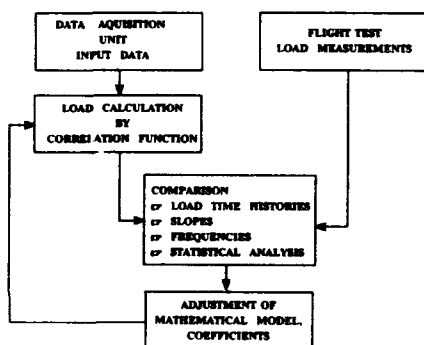 DATA AQUISITION
UNIT
INPUT DATA
FLIGHT TEST
LOAD MEASUREMENTS
LOAD CALCULATION
BY
CORRELATION FUNCTION
COMPARISON
☞ LOAD TIME HISTORIES
☞ SLOPES
☞ FREQUENCIES
☞ STATISTICAL ANALYSIS
ADJUSTMENT OF
MATHEMATICAL MODEL,
COEFFICIENTS